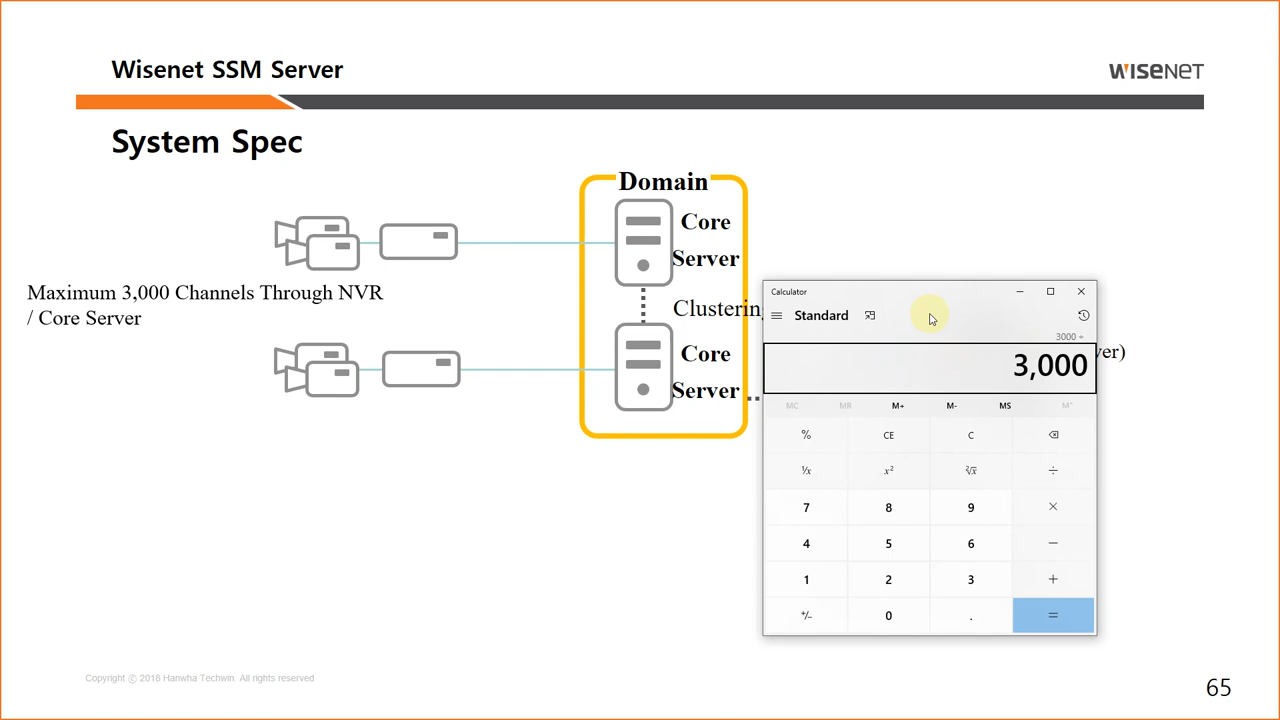 Wisenet SSM Server
WISENET
System Spec
Domain
Core
Server
Maximum 3,000 Channels Through NVR
/ Core Server
Clustering
Core
Server
ver)
Calculator
Standard
3000 ÷
3,000
MC MR M+ M- MS M˅
% CE C
¹/x x² ²√x ÷
7 8 9 ×
4 5 6 −
1 2 3 +
+/− 0 . =
Copyright ⓒ 2018 Hanwha Techwin. All rights reserved
65